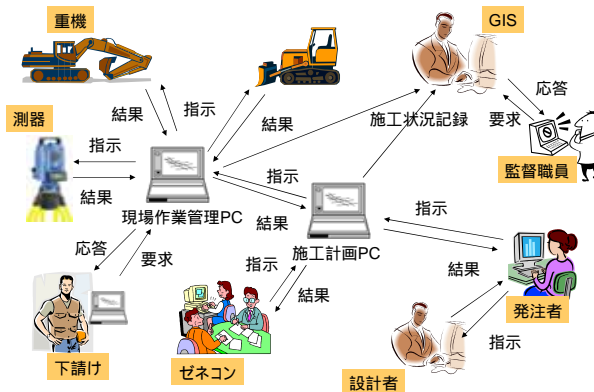 重機
GIS
指示
結果
結果
応答
施工状況記録
要求
測器
指示
指示
監督職員
結果
現場作業管理PC
結果
指示
応答
施工計画PC
要求
指示
結果
結果
発注者
指示
下請け
ゼネコン
設計者